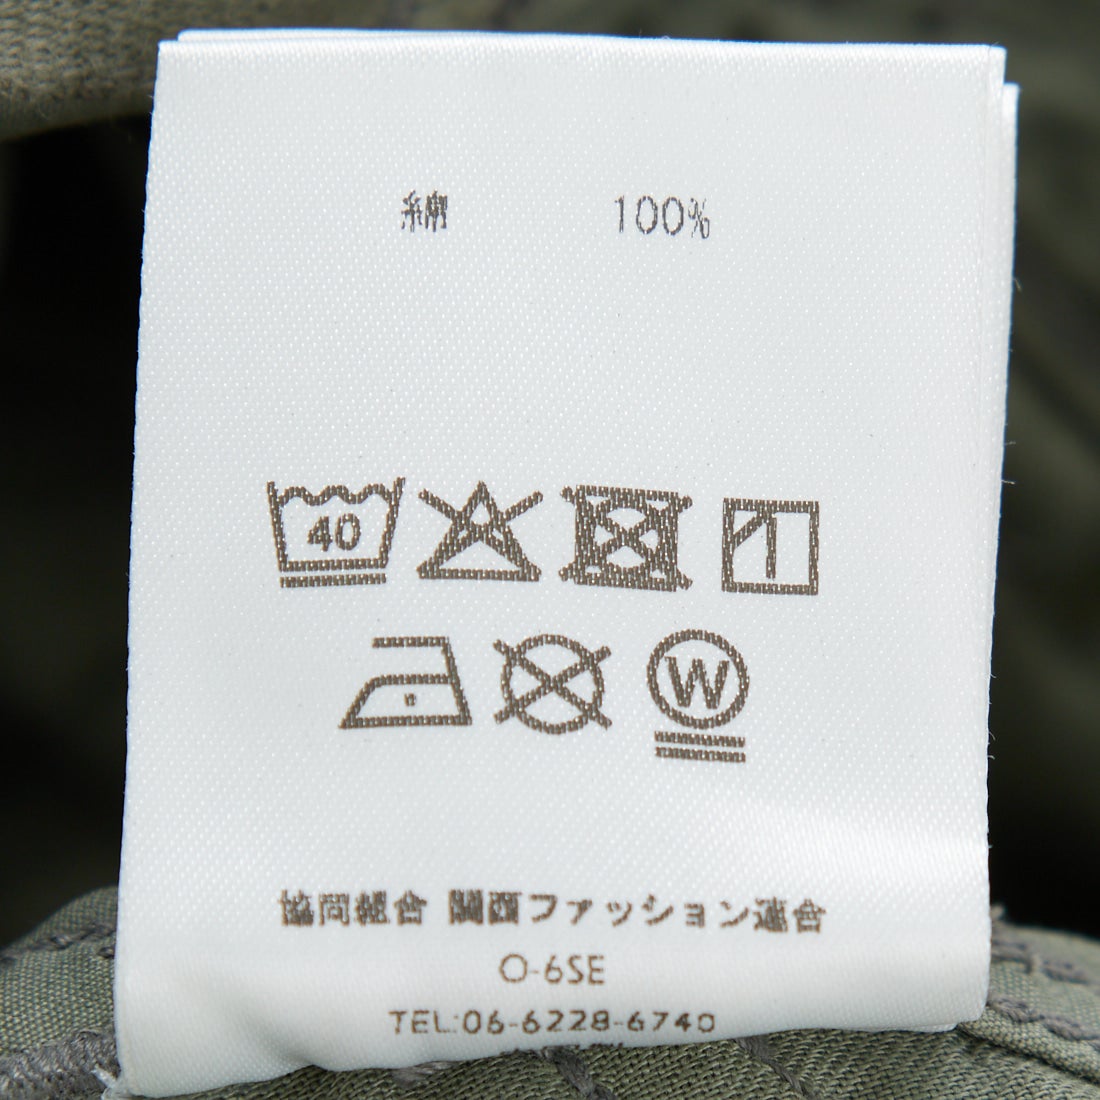 綿 100%
40
W
協同組合 関西ファッション連合
O-6SE
TEL:06-6228-6740